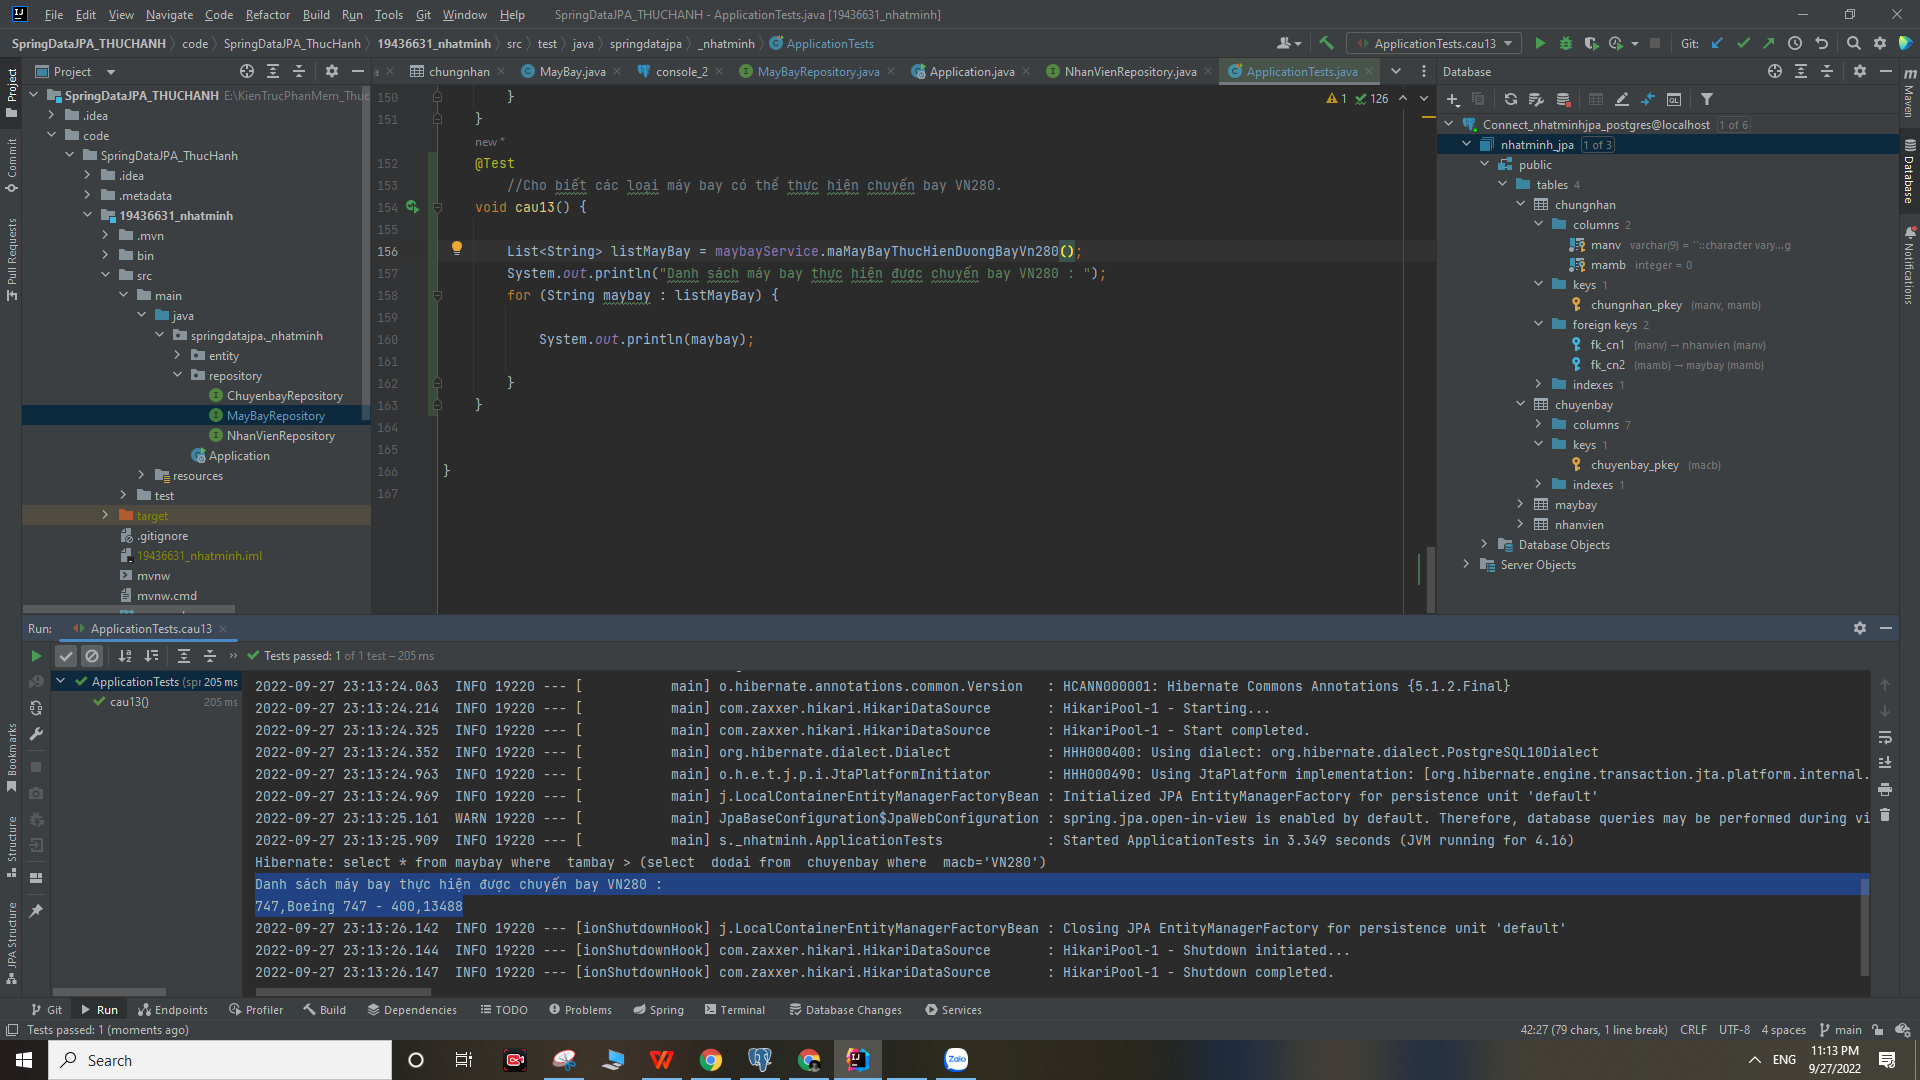 File Edit View Navigate Code Refactor Build Run Tools Git Window Help SpringDataJPA_THUCHANH - ApplicationTests.java [19436631_nhatminh]
SpringDataJPA_THUCHANH code SpringDataJPA_ThucHanh 19436631_nhatminh src test java springdatajpa _nhatminh ApplicationTests
ApplicationTests.cau13 Git:
Project
chungnhan MayBay.java console_2 MayBayRepository.java Application.java NhanVienRepository.java ApplicationTests.java
Database
SpringDataJPA_THUCHANH E:\KienTrucPhanMem_Thuc
.idea
code
SpringDataJPA_ThucHanh
.idea
.metadata
19436631_nhatminh
.mvn
bin
src
main
java
springdatajpa._nhatminh
entity
repository
ChuyenbayRepository
MayBayRepository
NhanVienRepository
Application
resources
test
target
.gitignore
19436631_nhatminh.iml
mvnw
mvnw.cmd
1 126
150 }
151 }
new *
152 @Test
153 //Cho biết các loại máy bay có thể thực hiện chuyến bay VN280.
154 void cau13() {
155
156 List<String> listMayBay = maybayService.maMayBayThucHienDuongBayVn280();
157 System.out.println("Danh sách máy bay thực hiện được chuyến bay VN280 : ");
158 for (String maybay : listMayBay) {
159
160 System.out.println(maybay);
161
162 }
163 }
164
165
166 }
167
Connect_nhatminhjpa_postgres@localhost 1 of 6
nhatminh_jpa 1 of 3
public
tables 4
chungnhan
columns 2
manv varchar(9) = ''::character vary...g
mamb integer = 0
keys 1
chungnhan_pkey (manv, mamb)
foreign keys 2
fk_cn1 (manv) → nhanvien (manv)
fk_cn2 (mamb) → maybay (mamb)
indexes 1
chuyenbay
columns 7
keys 1
chuyenbay_pkey (macb)
indexes 1
maybay
nhanvien
Database Objects
Server Objects
Project
Commit
Pull Requests
Bookmarks
Structure
JPA Structure
Maven
Database
Notifications
Run: ApplicationTests.cau13
Tests passed: 1 of 1 test – 205 ms
ApplicationTests (spr 205 ms
cau13() 205 ms
2022-09-27 23:13:24.063 INFO 19220 --- [ main] o.hibernate.annotations.common.Version : HCANN000001: Hibernate Commons Annotations {5.1.2.Final}
2022-09-27 23:13:24.214 INFO 19220 --- [ main] com.zaxxer.hikari.HikariDataSource : HikariPool-1 - Starting...
2022-09-27 23:13:24.325 INFO 19220 --- [ main] com.zaxxer.hikari.HikariDataSource : HikariPool-1 - Start completed.
2022-09-27 23:13:24.352 INFO 19220 --- [ main] org.hibernate.dialect.Dialect : HHH000400: Using dialect: org.hibernate.dialect.PostgreSQL10Dialect
2022-09-27 23:13:24.963 INFO 19220 --- [ main] o.h.e.t.j.p.i.JtaPlatformInitiator : HHH000490: Using JtaPlatform implementation: [org.hibernate.engine.transaction.jta.platform.internal.
2022-09-27 23:13:24.969 INFO 19220 --- [ main] j.LocalContainerEntityManagerFactoryBean : Initialized JPA EntityManagerFactory for persistence unit 'default'
2022-09-27 23:13:25.161 WARN 19220 --- [ main] JpaBaseConfiguration$JpaWebConfiguration : spring.jpa.open-in-view is enabled by default. Therefore, database queries may be performed during vi
2022-09-27 23:13:25.909 INFO 19220 --- [ main] s._nhatminh.ApplicationTests : Started ApplicationTests in 3.349 seconds (JVM running for 4.16)
Hibernate: select * from maybay where tambay > (select dodai from chuyenbay where macb='VN280')
Danh sách máy bay thực hiện được chuyến bay VN280 :
747,Boeing 747 - 400,13488
2022-09-27 23:13:26.142 INFO 19220 --- [ionShutdownHook] j.LocalContainerEntityManagerFactoryBean : Closing JPA EntityManagerFactory for persistence unit 'default'
2022-09-27 23:13:26.144 INFO 19220 --- [ionShutdownHook] com.zaxxer.hikari.HikariDataSource : HikariPool-1 - Shutdown initiated...
2022-09-27 23:13:26.147 INFO 19220 --- [ionShutdownHook] com.zaxxer.hikari.HikariDataSource : HikariPool-1 - Shutdown completed.
Git Run Endpoints Profiler Build Dependencies TODO Problems Spring Terminal Database Changes Services
Tests passed: 1 (moments ago) 42:27 (79 chars, 1 line break) CRLF UTF-8 4 spaces main
Search Zalo ENG 11:13 PM
9/27/2022